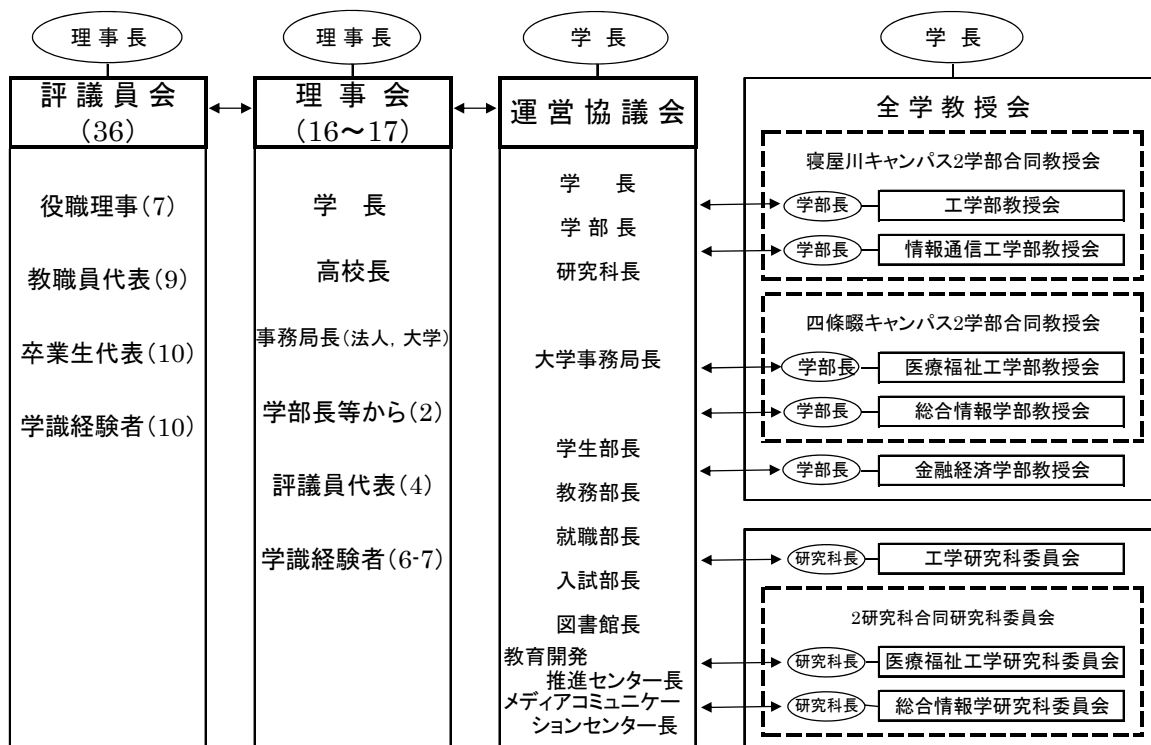 理事長
評議員会
(36)
役職理事(7)
教職員代表(9)
卒業生代表(10)
学識経験者(10)
理事長
理事会
(16～17)
学　長
高校長
事務局長(法人, 大学)
学部長等から(2)
評議員代表(4)
学識経験者(6-7)
学長
運営協議会
学　長
学部長
研究科長
大学事務局長
学生部長
教務部長
就職部長
入試部長
図書館長
教育開発
推進センター長
メディアコミュニケー
ションセンター長
学長
全学教授会
寝屋川キャンパス2学部合同教授会
学部長 工学部教授会
学部長 情報通信工学部教授会
四條畷キャンパス2学部合同教授会
学部長 医療福祉工学部教授会
学部長 総合情報学部教授会
学部長 金融経済学部教授会
研究科長 工学研究科委員会
2研究科合同研究科委員会
研究科長 医療福祉工学研究科委員会
研究科長 総合情報学研究科委員会